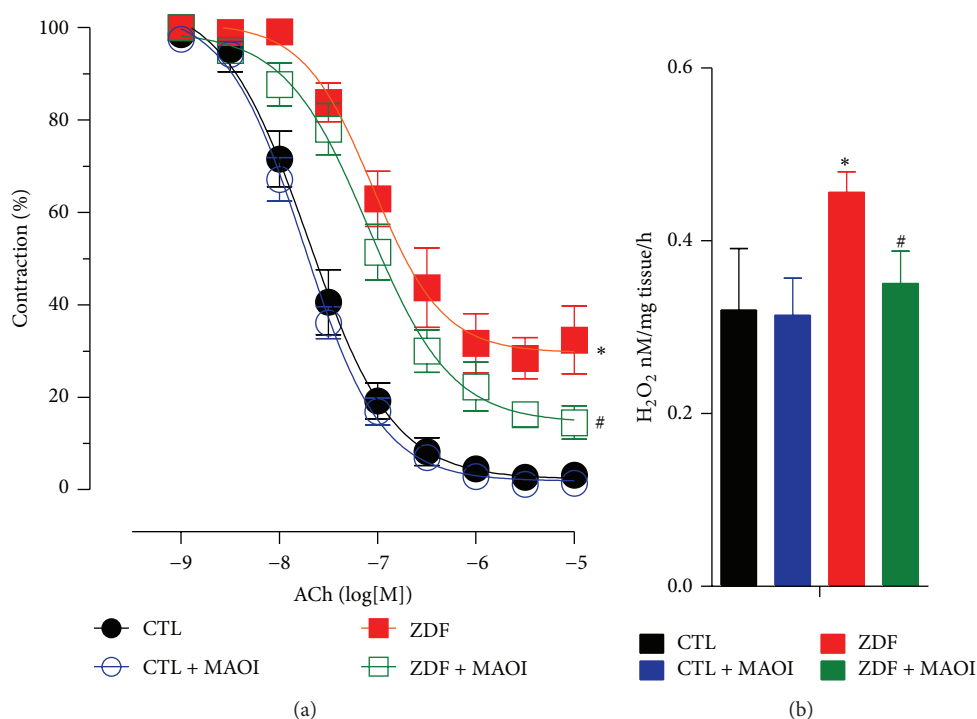 100
80
60
40
20
0
Contraction (%)
*
#
−9 −8 −7 −6 −5
ACh (log[M])
CTL ZDF
CTL + MAOI ZDF + MAOI
(a)
0.6
0.4
0.2
0.0
H₂O₂ nM/mg tissue/h
*
#
CTL ZDF
CTL + MAOI ZDF + MAOI
(b)